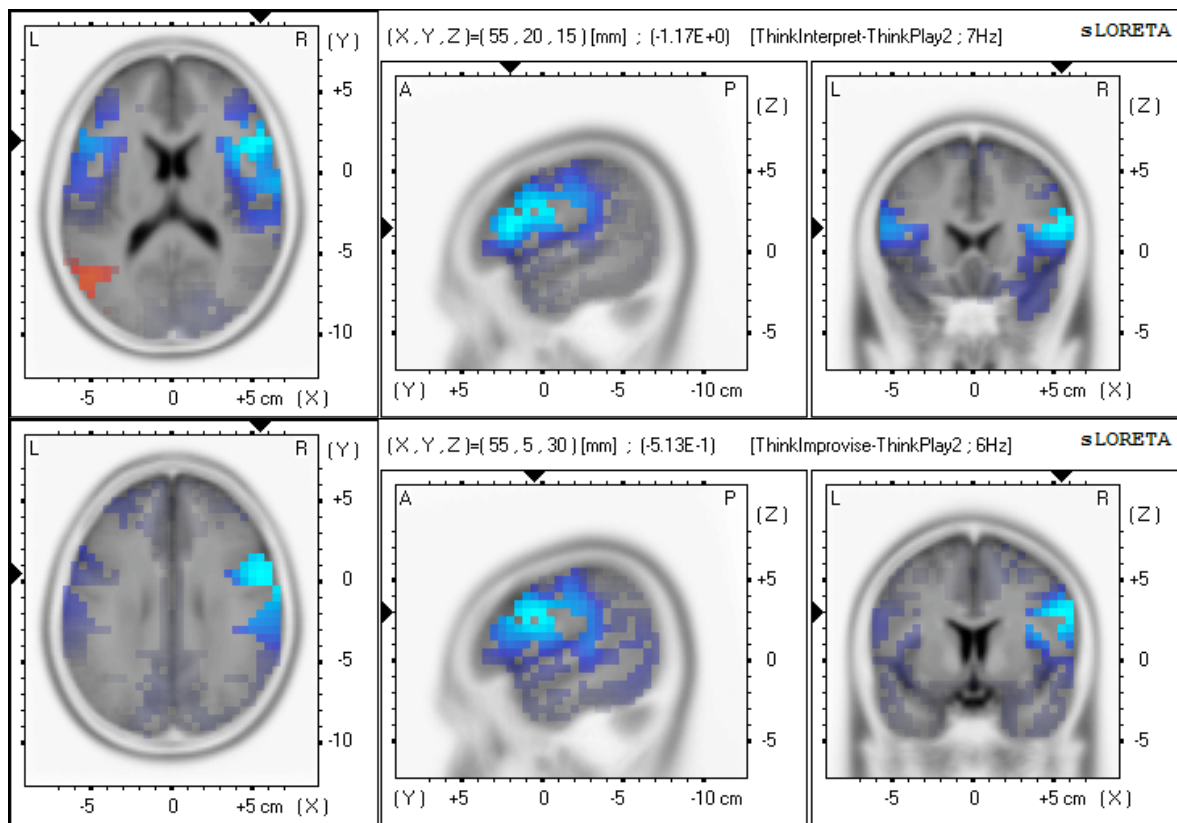 L R (Y) (X,Y,Z)=(55,20,15)[mm] ; (-1.17E+0) [ThinkInterpret-ThinkPlay2 ; 7Hz] sLORETA
A P (Z) L R (Z)
+5 +5 +5
0 0 0
-5 -5 -5
-10
-5 0 +5 cm (X) (Y) +5 0 -5 -10 cm -5 0 +5 cm (X)
L R (Y) (X,Y,Z)=(55,5,30)[mm] ; (-5.13E-1) [ThinkImprovise-ThinkPlay2 ; 6Hz] sLORETA
A P (Z) L R (Z)
+5 +5 +5
0 0 0
-5 -5 -5
-10
-5 0 +5 cm (X) (Y) +5 0 -5 -10 cm -5 0 +5 cm (X)